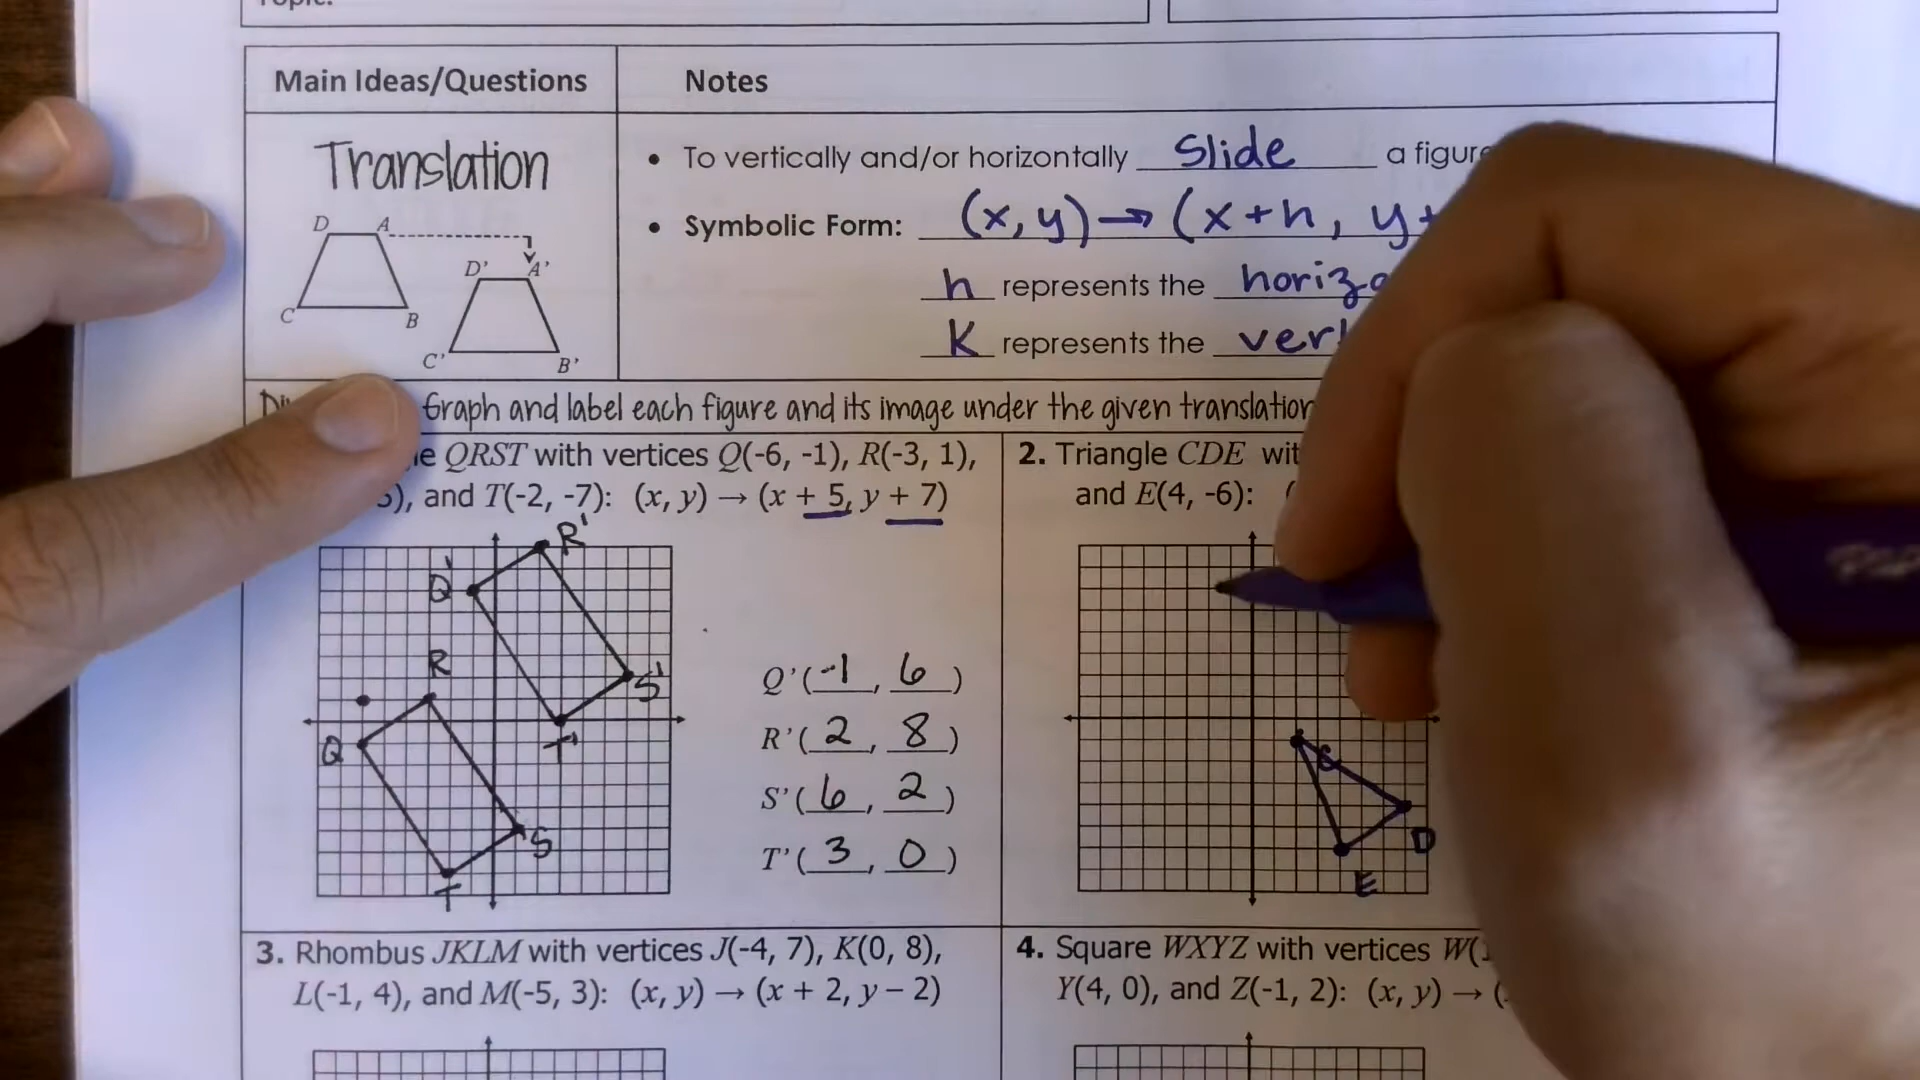 Topic:
Main Ideas/Questions
Notes
Translation
D A
D' A'
C B
C' B'
• To vertically and/or horizontally slide a figure
• Symbolic Form: (x, y) → (x + h, y +
h represents the
K represents the
Graph and label each figure and its image under the given translation
QRST with vertices Q(-6, -1), R(-3, 1),
and T(-2, -7): (x, y) → (x + 5, y + 7)
R'
Q'
R
S'
Q
T'
S
T
Q'(-1, 6)
R'(2, 8)
S'(6, 2)
T'(3, 0)
2. Triangle CDE
and E(4, -6): (
C
D
E
3. Rhombus JKLM with vertices J(-4, 7), K(0, 8),
L(-1, 4), and M(-5, 3): (x, y) → (x + 2, y – 2)
4. Square WXYZ with vertices W(
Y(4, 0), and Z(-1, 2): (x, y) → (